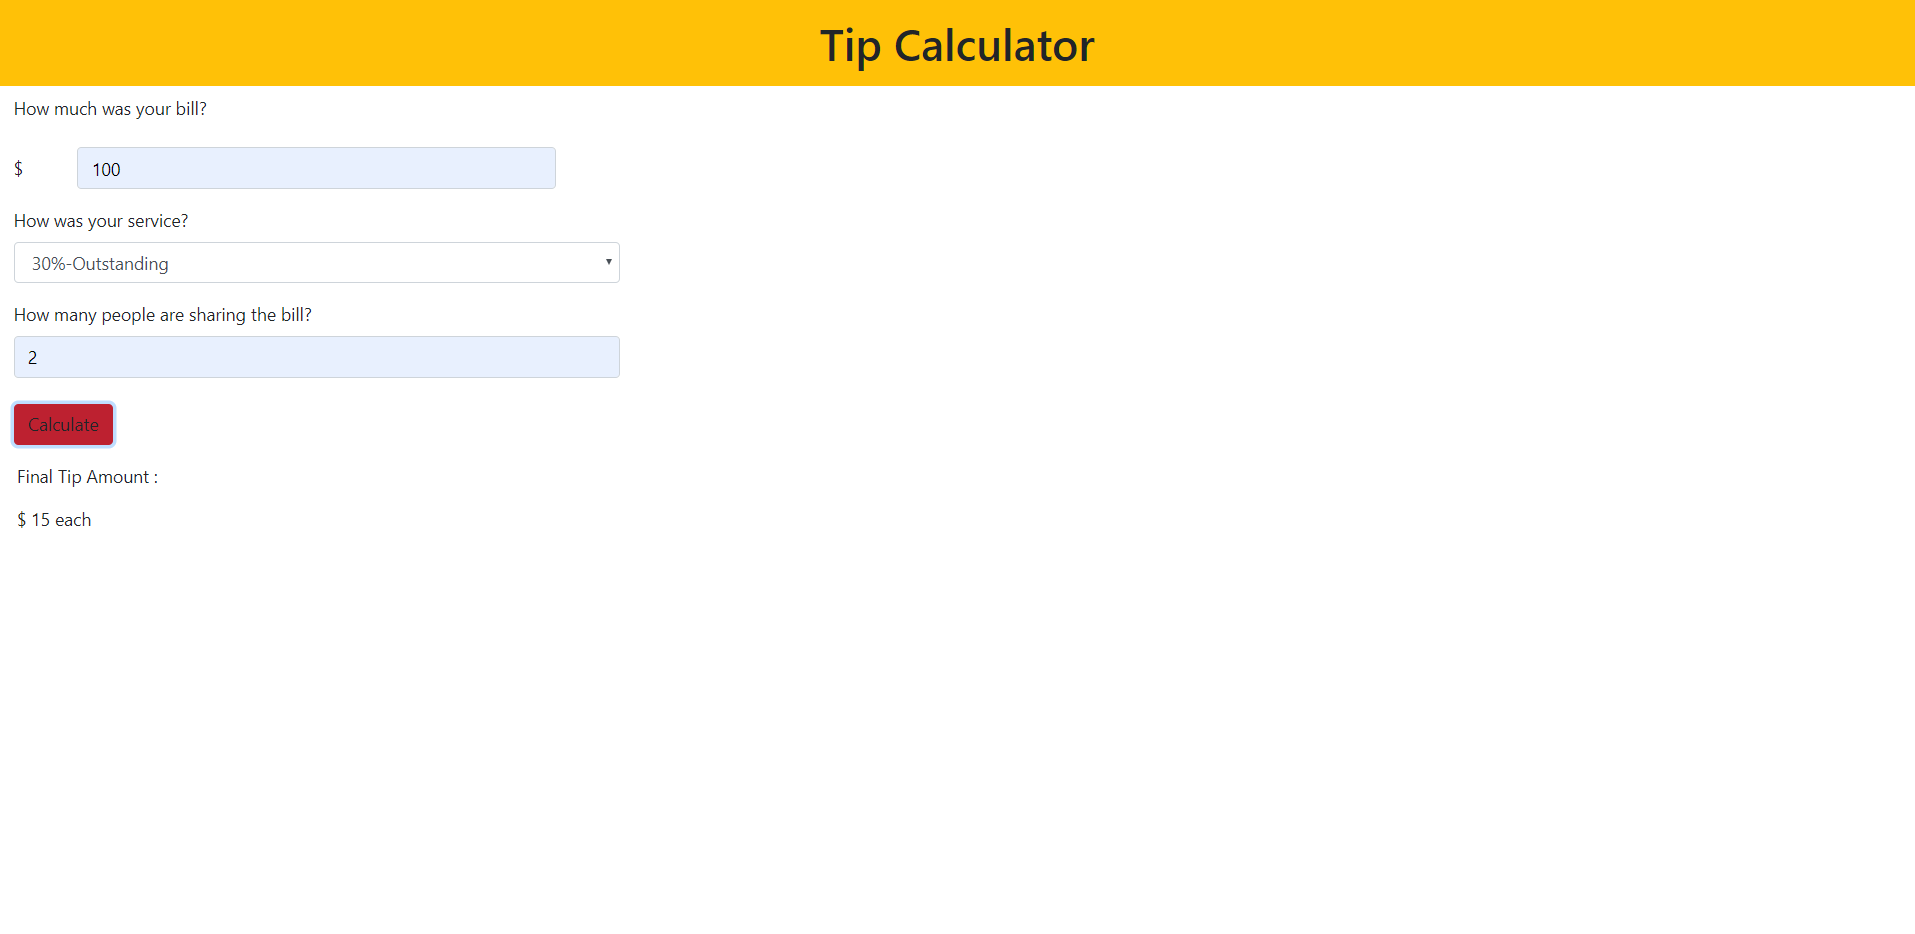 Tip Calculator
How much was your bill?
$ 100
How was your service?
30%-Outstanding
How many people are sharing the bill?
2
Calculate
Final Tip Amount :
$ 15 each